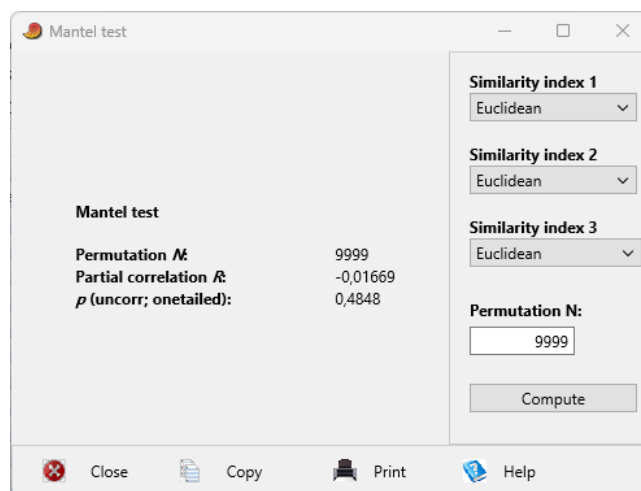 Mantel test
Mantel test
Permutation N: 9999
Partial correlation R: -0,01669
p (uncorr; onetailed): 0,4848
Similarity index 1
Euclidean
Similarity index 2
Euclidean
Similarity index 3
Euclidean
Permutation N:
9999
Compute
Close Copy Print Help